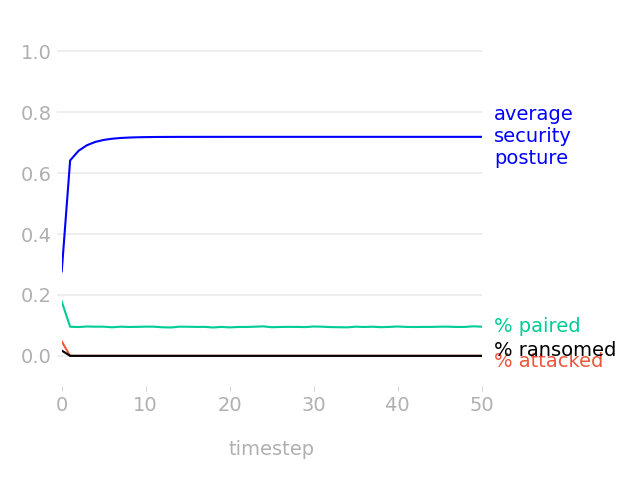 1.0
0.8
0.6
0.4
0.2
0.0
average
security
posture
% paired
% ransomed
% attacked
0 10 20 30 40 50
timestep